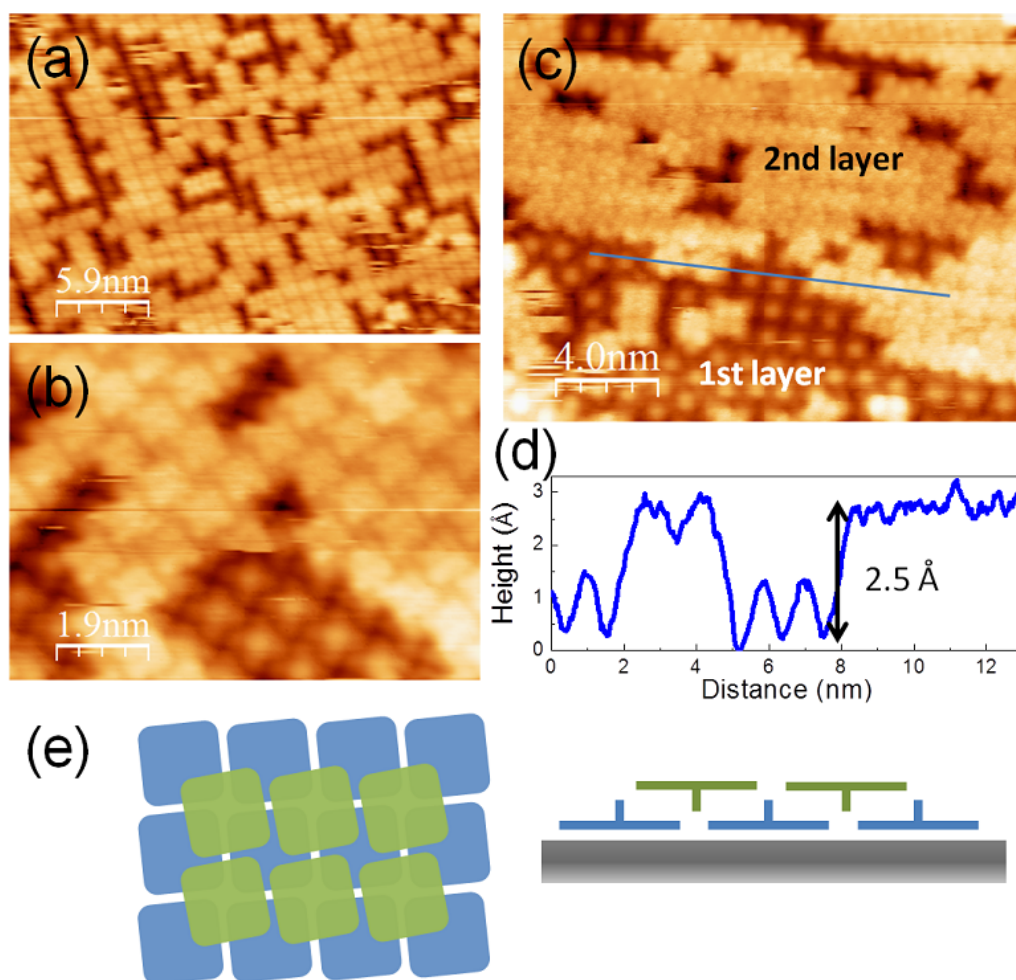 (a)
5.9nm
(b)
1.9nm
(c)
2nd layer
1st layer
4.0nm
(d)
Height (Å)
3
2
1
0
2.5 Å
0 2 4 6 8 10 12
Distance (nm)
(e)